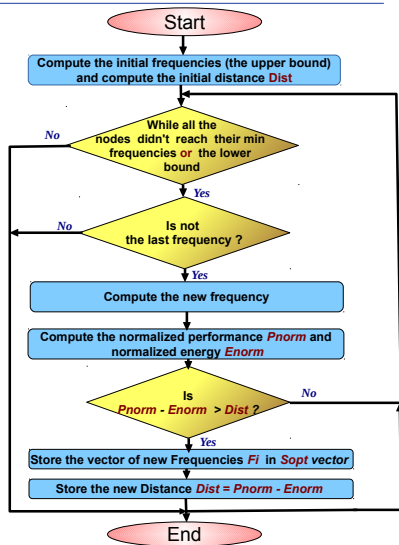 Start
Compute the initial frequencies (the upper bound)
and compute the initial distance Dist
While all the
nodes didn't reach their min
frequencies or the lower
bound
No
Yes
Is not
the last frequency ?
No
Yes
Compute the new frequency
Compute the normalized performance Pnorm and
normalized energy Enorm
Is
Pnorm - Enorm > Dist ?
No
Yes
Store the vector of new Frequencies Fi in Sopt vector
Store the new Distance Dist = Pnorm - Enorm
End